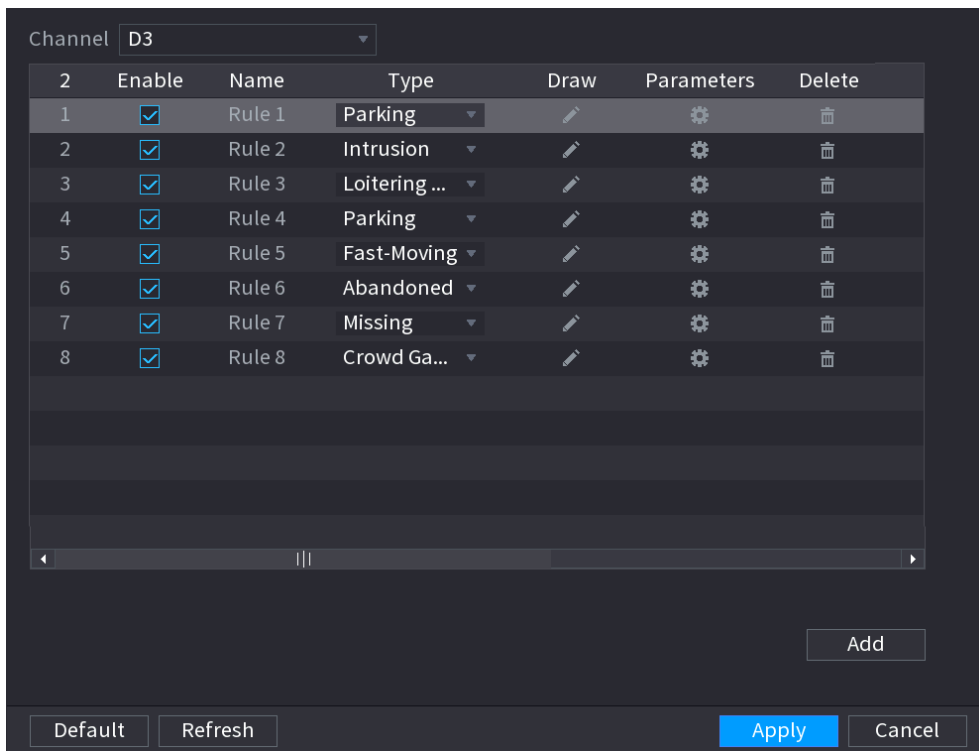 Channel D3
2 Enable Name Type Draw Parameters Delete
1 Rule 1 Parking
2 Rule 2 Intrusion
3 Rule 3 Loitering ...
4 Rule 4 Parking
5 Rule 5 Fast-Moving
6 Rule 6 Abandoned
7 Rule 7 Missing
8 Rule 8 Crowd Ga...
Add
Default Refresh Apply Cancel